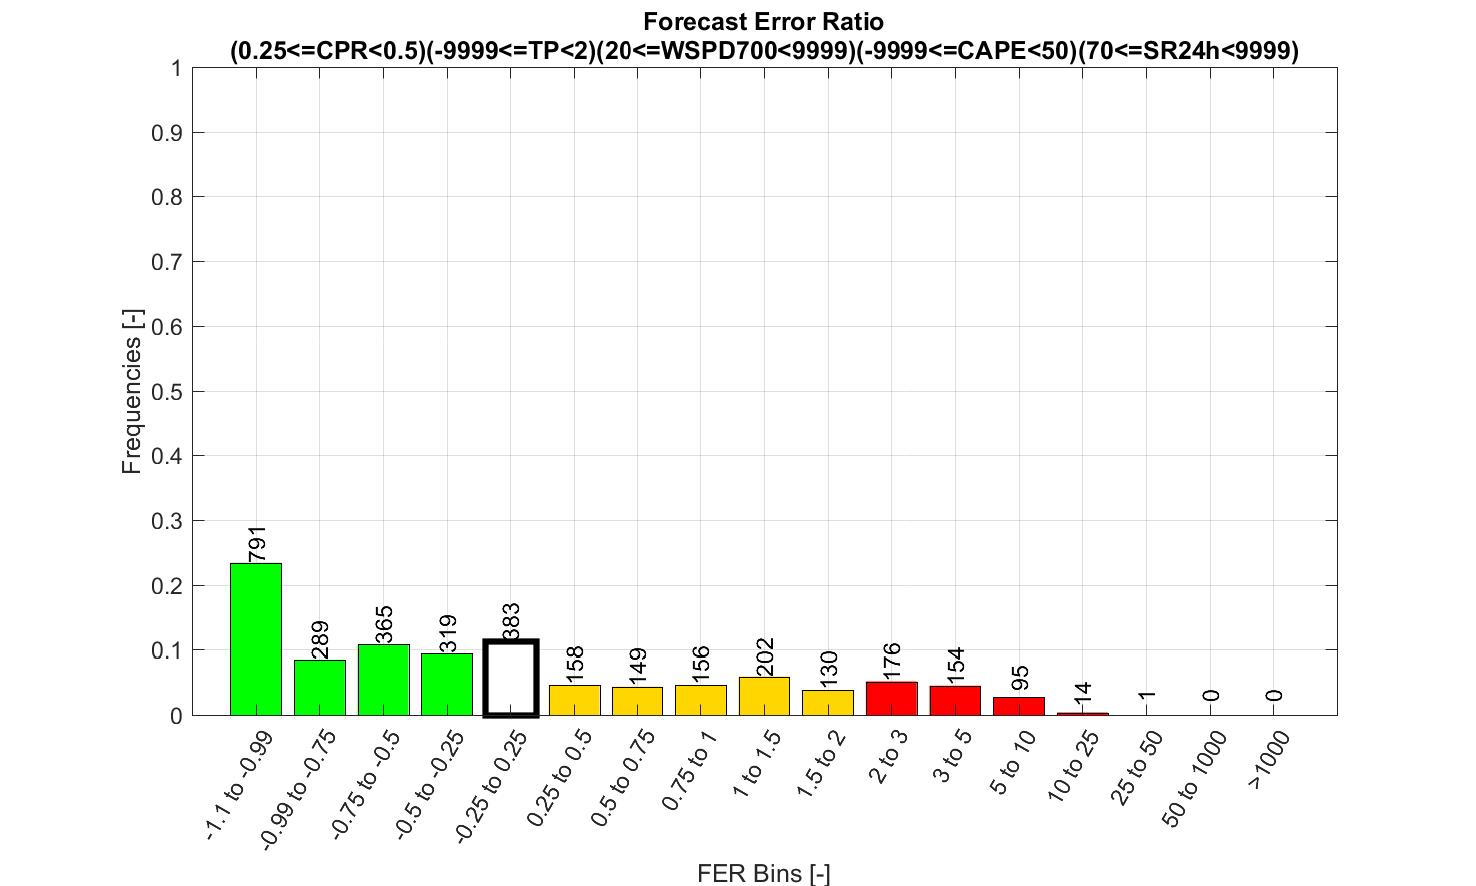 Forecast Error Ratio
(0.25<=CPR<0.5)(-9999<=TP<2)(20<=WSPD700<9999)(-9999<=CAPE<50)(70<=SR24h<9999)
1
0.9
0.8
0.7
0.6
0.5
0.4
0.3
0.2
0.1
0
Frequencies [-]
791
289
365
319
383
158
149
156
202
130
176
154
95
14
1
0
0
-1.1 to -0.99
-0.99 to -0.75
-0.75 to -0.5
-0.5 to -0.25
-0.25 to 0.25
0.25 to 0.5
0.5 to 0.75
0.75 to 1
1 to 1.5
1.5 to 2
2 to 3
3 to 5
5 to 10
10 to 25
25 to 50
50 to 1000
>1000
FER Bins [-]